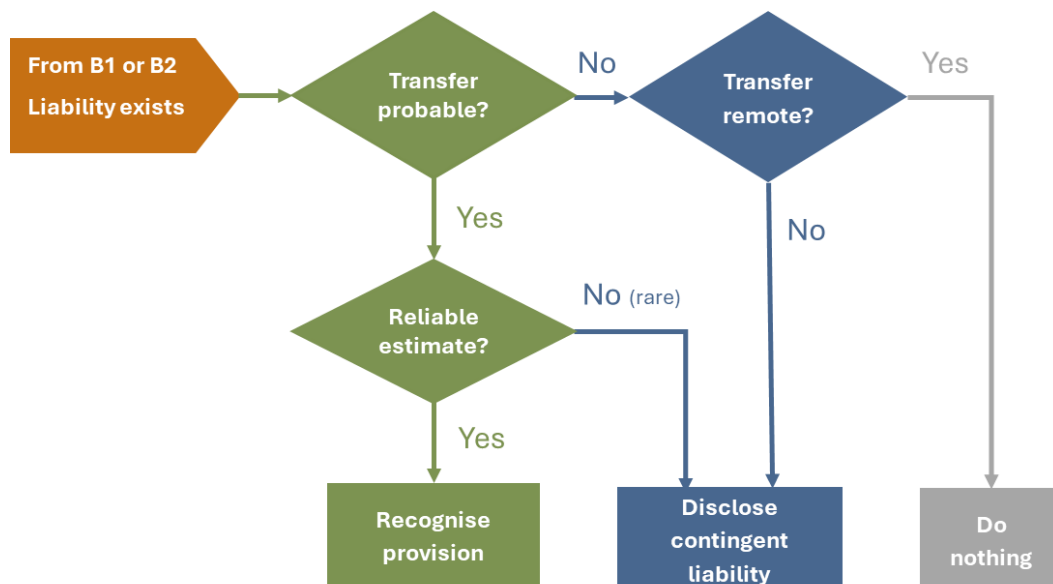 From B1 or B2
Liability exists
Transfer
probable?
No
Transfer
remote?
Yes
Yes
No
Reliable
estimate?
No (rare)
Yes
Recognise
provision
Disclose
contingent
liability
Do
nothing